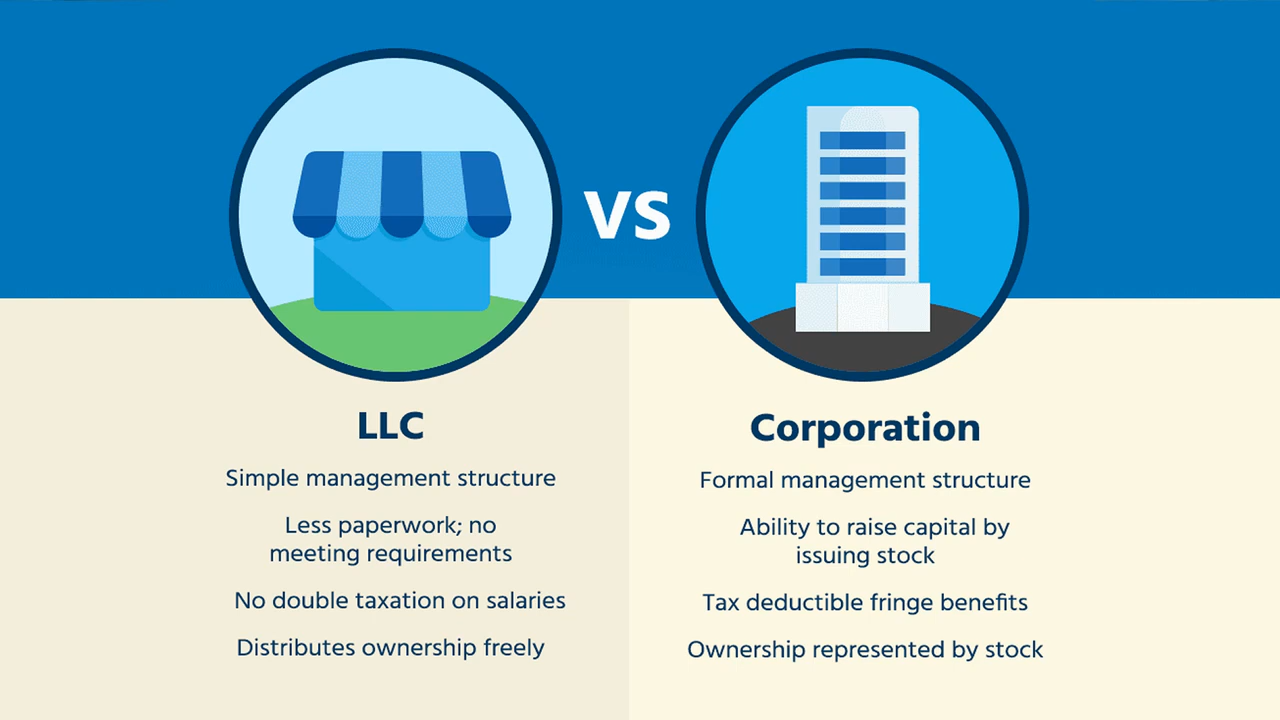 VS
LLC
Simple management structure
Less paperwork; no
meeting requirements
No double taxation on salaries
Distributes ownership freely
Corporation
Formal management structure
Ability to raise capital by
issuing stock
Tax deductible fringe benefits
Ownership represented by stock